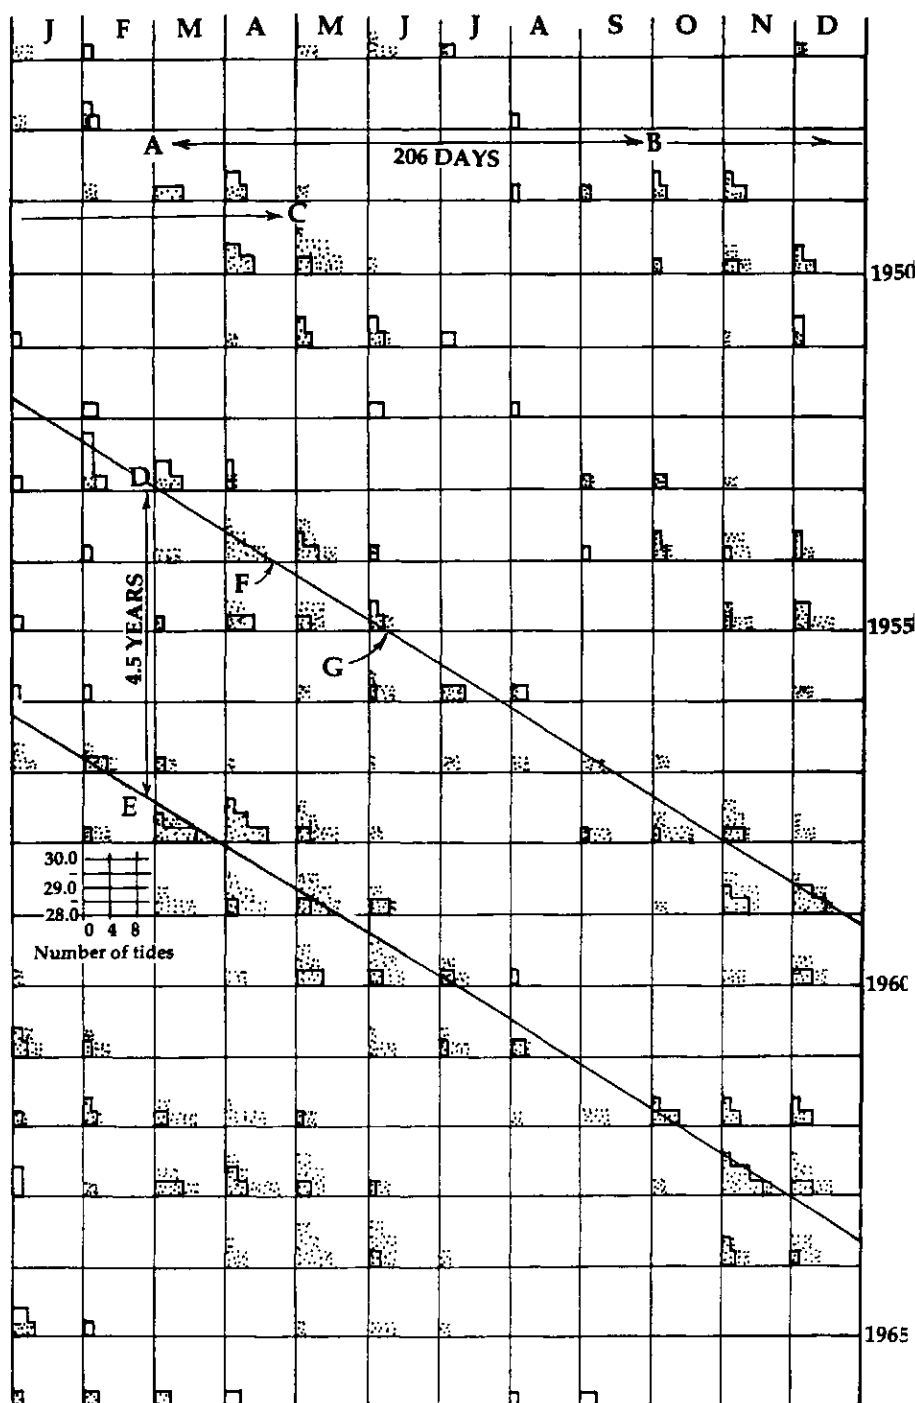 J F M A M J J A S O N D
A B
206 DAYS
C
1950
D
F
4.5 YEARS
1955
G
E
30.0
29.0
28.0
0 4 8
Number of tides
1960
1965